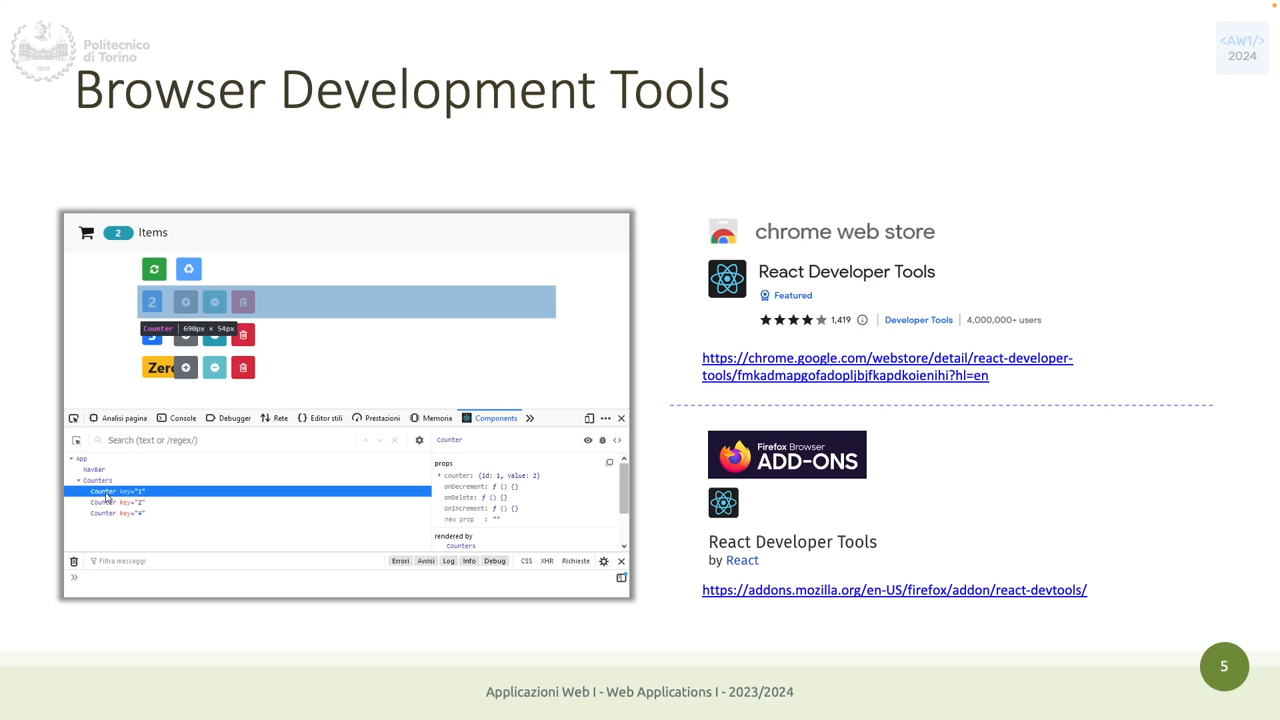 Politecnico
di Torino
1859
<AW1/>
2024
Browser Development Tools
2 Items
2
Counter 690px × 54px
3
Zero
Analisi pagina Console Debugger Rete Editor stili Prestazioni Memoria Components
Search (text or /regex/)
Counter
App
NavBar
Counters
Counter key="1"
Counter key="2"
Counter key="4"
props
counter: {id: 1, value: 2}
onDecrement: ƒ () {}
onDelete: ƒ () {}
onIncrement: ƒ () {}
new prop : ""
rendered by
Counters
Filtra messaggi
Errori Avvisi Log Info Debug CSS XHR Richieste
chrome web store
React Developer Tools
Featured
1,419 Developer Tools 4,000,000+ users
https://chrome.google.com/webstore/detail/react-developer-
tools/fmkadmapgofadopljbjfkapdkoienihi?hl=en
Firefox Browser
ADD-ONS
React Developer Tools
by React
https://addons.mozilla.org/en-US/firefox/addon/react-devtools/
Applicazioni Web I - Web Applications I - 2023/2024
5